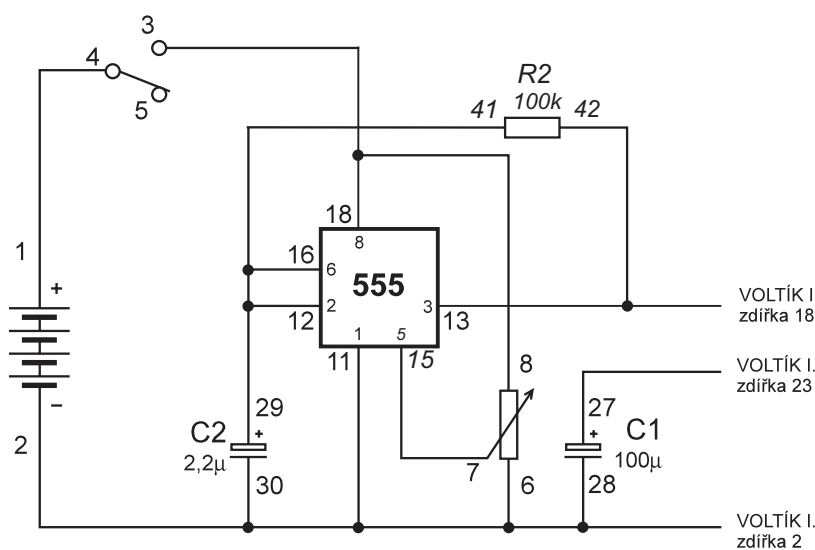 3
4
5
R2
100k
41
42
18
8
1
+
16
6
555
2
3
12
13
1
5
11
15
VOLTÍK I
zdířka 18
VOLTÍK I.
zdířka 23
−
2
8
29
27
C2
+
+
C1
2,2µ
100µ
7
30
6
28
VOLTÍK I.
zdířka 2